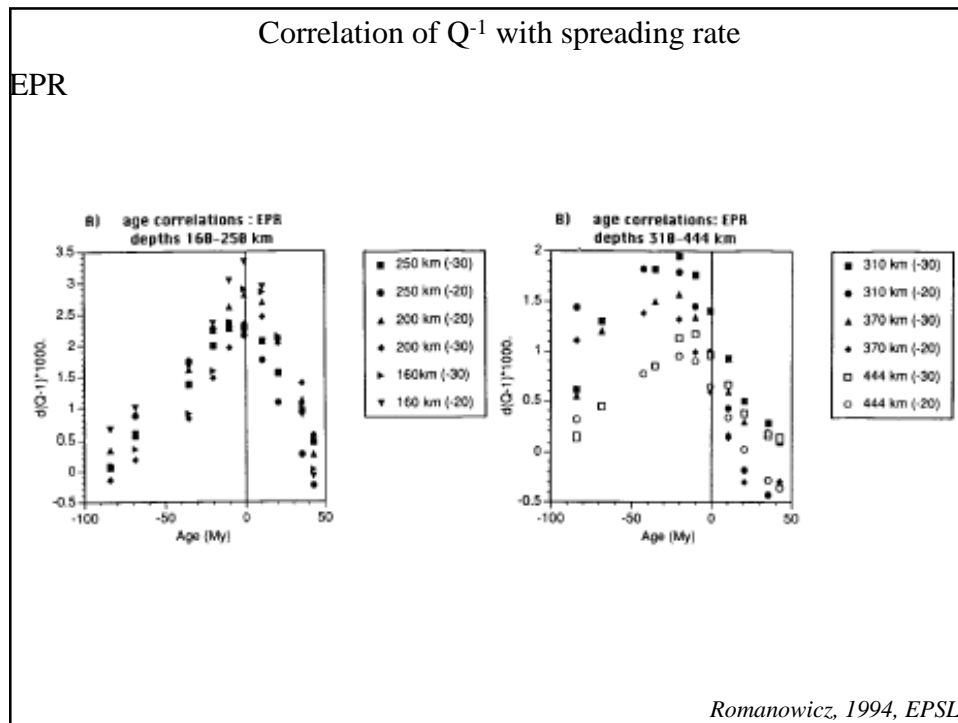 Correlation of Q-1 with spreading rate
EPR
A) age correlations : EPR
depths 160-250 km
3.5
3
2.5
2
1.5
1
0.5
0
-0.5
d(Q-1)*1000.
-100
-50
0
50
Age (My)
250 km (-30)
250 km (-20)
200 km (-20)
200 km (-30)
160km (-30)
160 km (-20)
B) age correlations: EPR
depths 310-444 km
2
1.5
1
0.5
0
-0.5
d(Q-1)*1000.
-100
-50
0
50
Age (My)
310 km (-30)
310 km (-20)
370 km (-30)
370 km (-20)
444 km (-30)
444 km (-20)
Romanowicz, 1994, EPSL